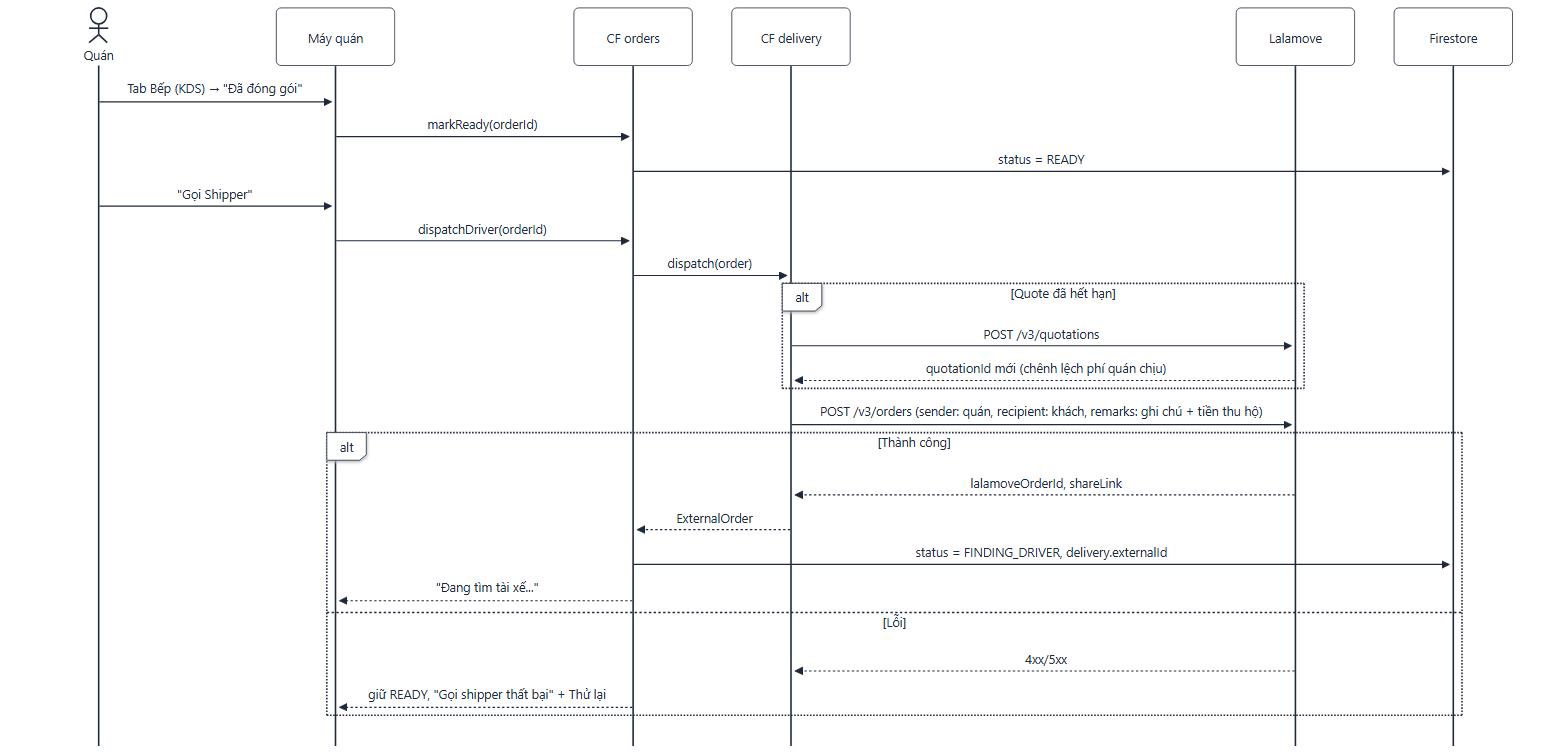 Quán
Máy quán
CF orders
CF delivery
Lalamove
Firestore
Tab Bếp (KDS) → "Đã đóng gói"
markReady(orderId)
status = READY
"Gọi Shipper"
dispatchDriver(orderId)
dispatch(order)
alt
[Quote đã hết hạn]
POST /v3/quotations
quotationId mới (chênh lệch phí quán chịu)
POST /v3/orders (sender: quán, recipient: khách, remarks: ghi chú + tiền thu hộ)
alt
[Thành công]
lalamoveOrderId, shareLink
ExternalOrder
status = FINDING_DRIVER, delivery.externalId
"Đang tìm tài xế..."
[Lỗi]
4xx/5xx
giữ READY, "Gọi shipper thất bại" + Thử lại